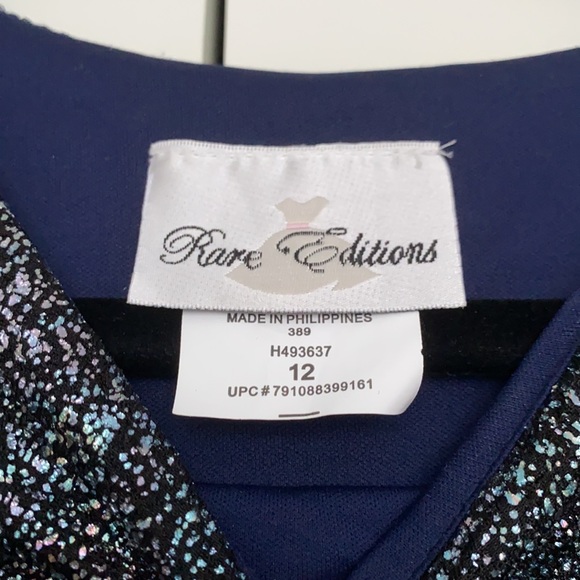 Rare Editions
MADE IN PHILIPPINES
389
H493637
12
UPC#791088399161